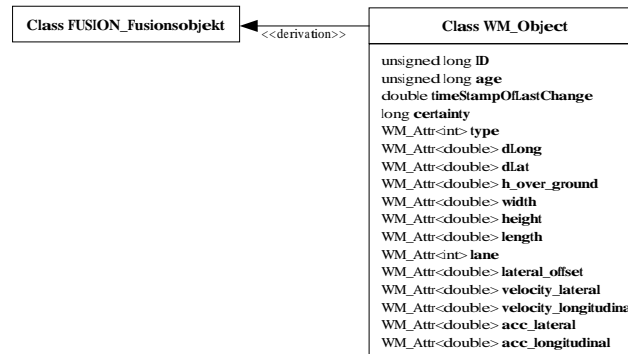 Class FUSION_Fusionsobjekt
<<derivation>>
Class WM_Object
unsigned long ID
unsigned long age
double timeStampOfLastChange
long certainty
WM_Attr<int> type
WM_Attr<double> dLong
WM_Attr<double> dLat
WM_Attr<double> h_over_ground
WM_Attr<double> width
WM_Attr<double> height
WM_Attr<double> length
WM_Attr<int> lane
WM_Attr<double> lateral_offset
WM_Attr<double> velocity_lateral
WM_Attr<double> velocity_longitudina
WM_Attr<double> acc_lateral
WM_Attr<double> acc_longitudinal